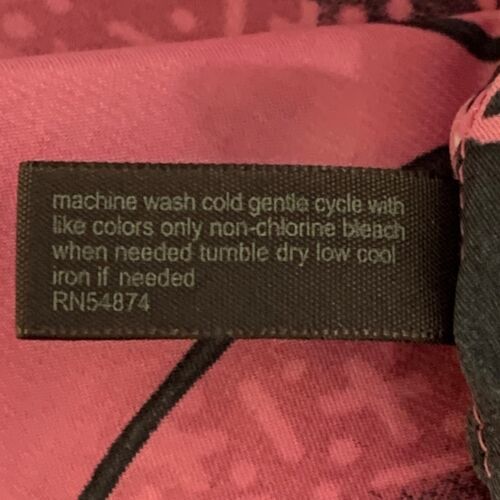 machine wash cold gentle cycle with
like colors only non-chlorine bleach
when needed tumble dry low cool
iron if needed
RN54874